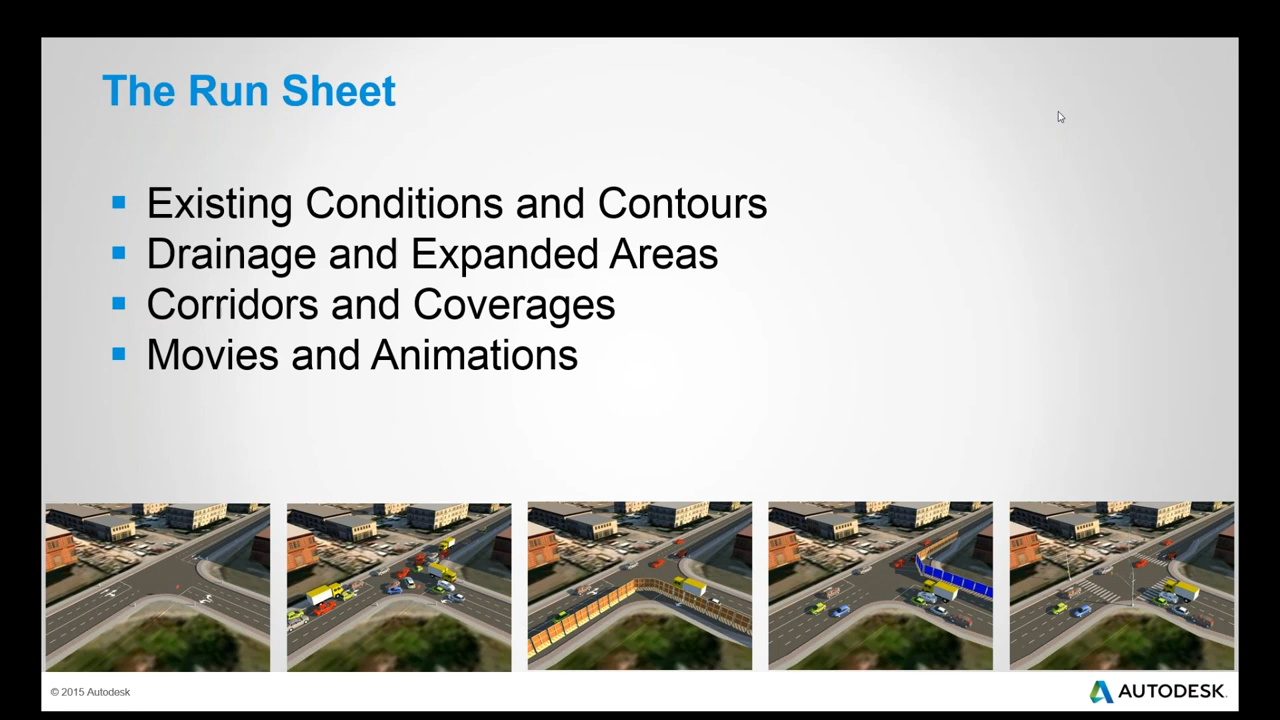 The Run Sheet
Existing Conditions and Contours
Drainage and Expanded Areas
Corridors and Coverages
Movies and Animations
© 2015 Autodesk
AUTODESK.